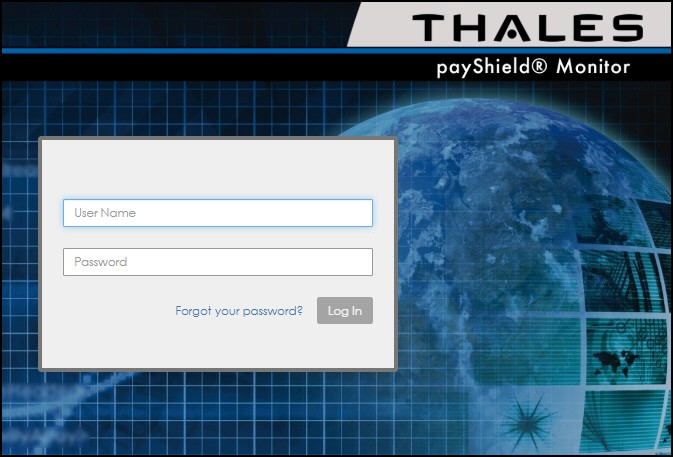 THALES
payShield® Monitor
User Name
Password
Forgot your password? Log In